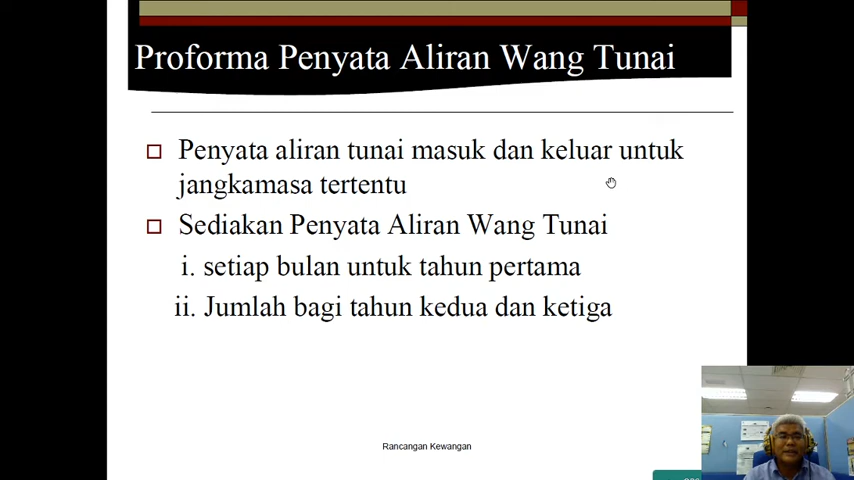 Proforma Penyata Aliran Wang Tunai
Penyata aliran tunai masuk dan keluar untuk
jangkamasa tertentu
Sediakan Penyata Aliran Wang Tunai
i. setiap bulan untuk tahun pertama
ii. Jumlah bagi tahun kedua dan ketiga
Rancangan Kewangan